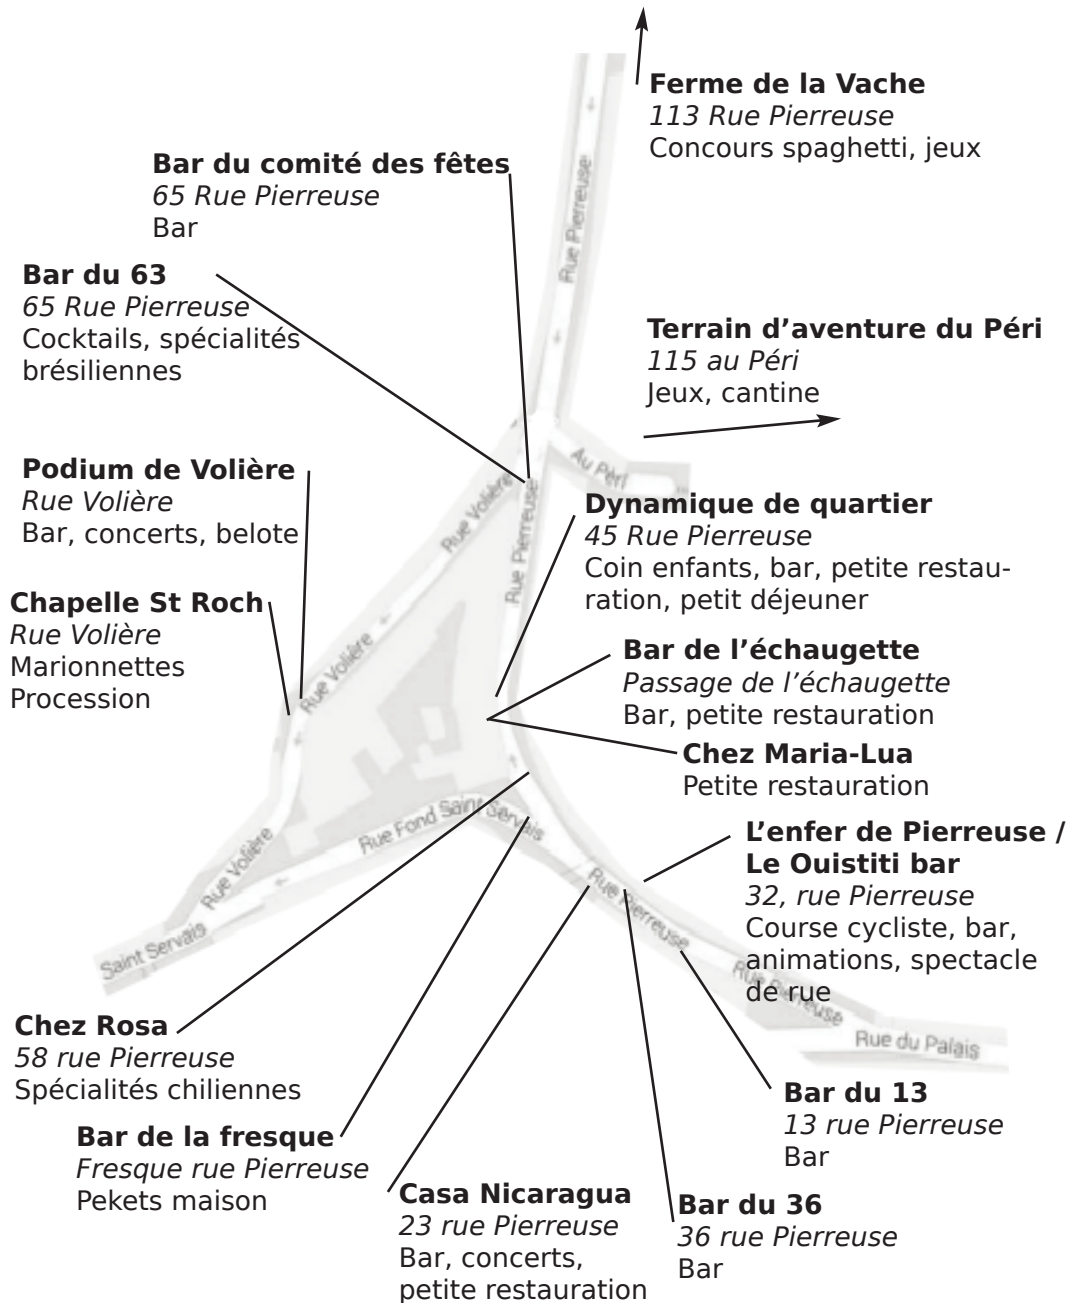 Ferme de la Vache
113 Rue Pierreuse
Concours spaghetti, jeux
Bar du comité des fêtes
65 Rue Pierreuse
Bar
Rue Pierreuse
Bar du 63
65 Rue Pierreuse
Cocktails, spécialités
brésiliennes
Terrain d’aventure du Péri
115 au Péri
Jeux, cantine
Au Péri
Podium de Volière
Rue Volière
Bar, concerts, belote
Rue Volière
Rue Pierreuse
Dynamique de quartier
45 Rue Pierreuse
Coin enfants, bar, petite restau-
ration, petit déjeuner
Chapelle St Roch
Rue Volière
Marionnettes
Procession
Rue Volière
Bar de l’échaugette
Passage de l’échaugette
Bar, petite restauration
Chez Maria-Lua
Petite restauration
Rue Fond Saint Servais
Rue Volière
Saint Servais
L’enfer de Pierreuse /
Le Ouistiti bar
32, rue Pierreuse
Course cycliste, bar,
animations, spectacle
de rue
Rue Pierreuse
Rue Pierreuse
Rue du Palais
Chez Rosa
58 rue Pierreuse
Spécialités chiliennes
Bar du 13
13 rue Pierreuse
Bar
Bar de la fresque
Fresque rue Pierreuse
Pekets maison
Casa Nicaragua
23 rue Pierreuse
Bar, concerts,
petite restauration
Bar du 36
36 rue Pierreuse
Bar